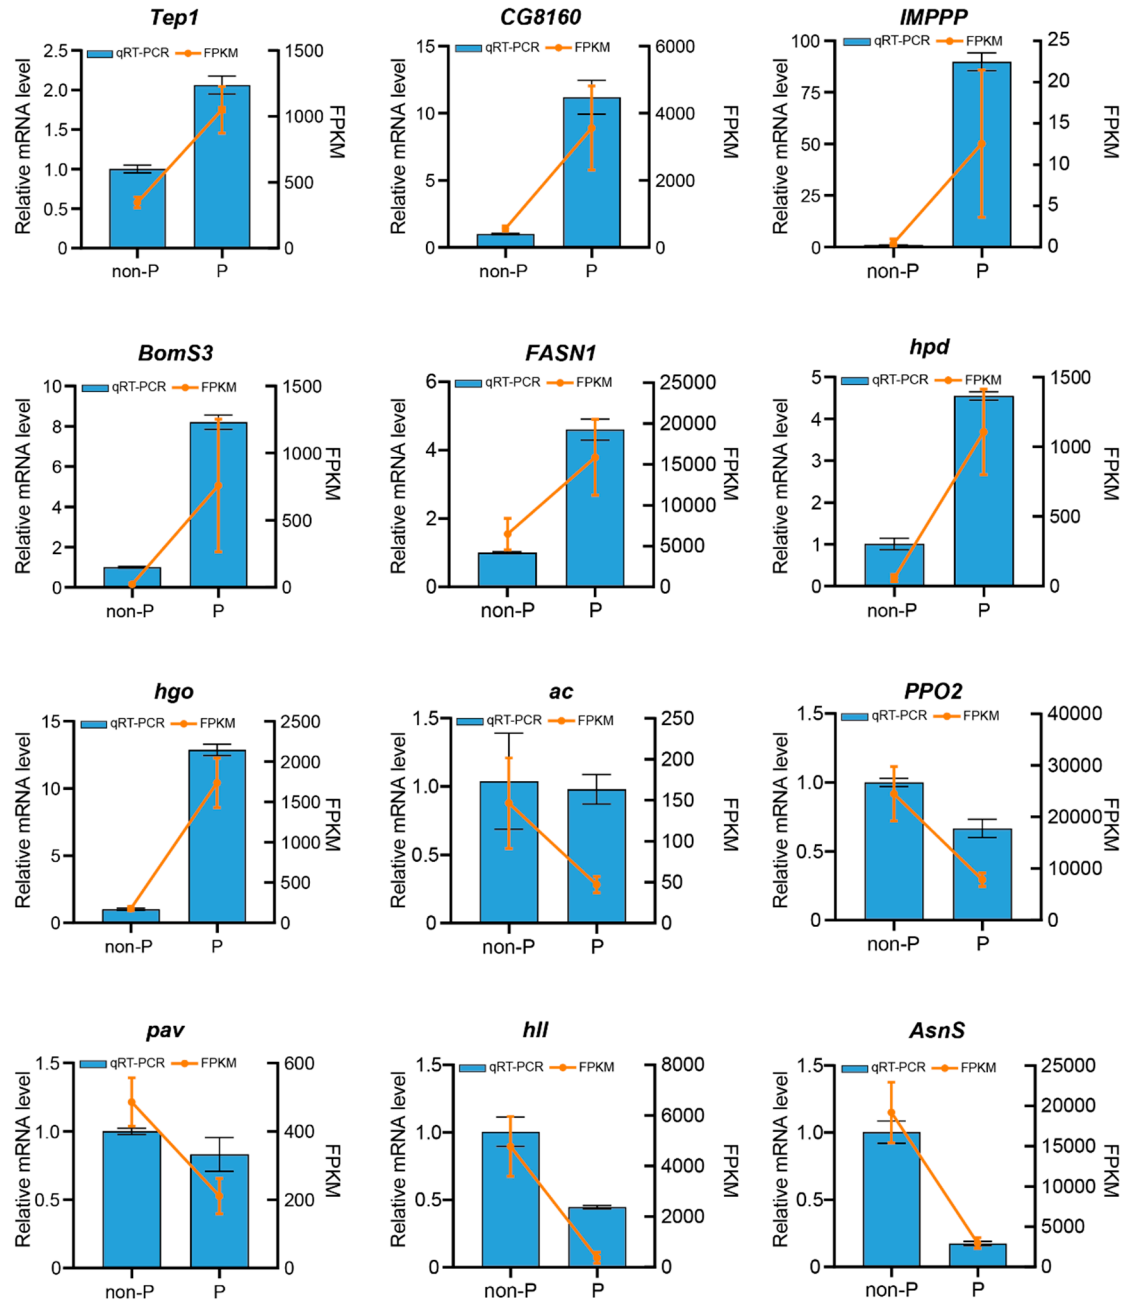 Tep1
qRT-PCR FPKM
Relative mRNA level
2.5
2.0
1.5
1.0
0.5
0
1500
1000
500
0
FPKM
non-P P
CG8160
qRT-PCR FPKM
Relative mRNA level
15
10
5
0
6000
4000
2000
0
FPKM
non-P P
IMPPP
qRT-PCR FPKM
Relative mRNA level
100
75
50
25
0
25
20
15
10
5
0
FPKM
non-P P
BomS3
qRT-PCR FPKM
Relative mRNA level
10
8
6
4
2
0
1500
1000
500
0
FPKM
non-P P
FASN1
qRT-PCR FPKM
Relative mRNA level
6
4
2
0
25000
20000
15000
10000
5000
0
FPKM
non-P P
hpd
qRT-PCR FPKM
Relative mRNA level
5
4
3
2
1
0
1500
1000
500
0
FPKM
non-P P
hgo
qRT-PCR FPKM
Relative mRNA level
15
10
5
0
2500
2000
1500
1000
500
0
FPKM
non-P P
ac
qRT-PCR FPKM
Relative mRNA level
1.5
1.0
0.5
0
250
200
150
100
50
0
FPKM
non-P P
PPO2
qRT-PCR FPKM
Relative mRNA level
1.5
1.0
0.5
0
40000
30000
20000
10000
0
FPKM
non-P P
pav
qRT-PCR FPKM
Relative mRNA level
1.5
1.0
0.5
0
600
400
200
0
FPKM
non-P P
hll
qRT-PCR FPKM
Relative mRNA level
1.5
1.0
0.5
0
8000
6000
4000
2000
0
FPKM
non-P P
AsnS
qRT-PCR FPKM
Relative mRNA level
1.5
1.0
0.5
0
25000
20000
15000
10000
5000
0
FPKM
non-P P